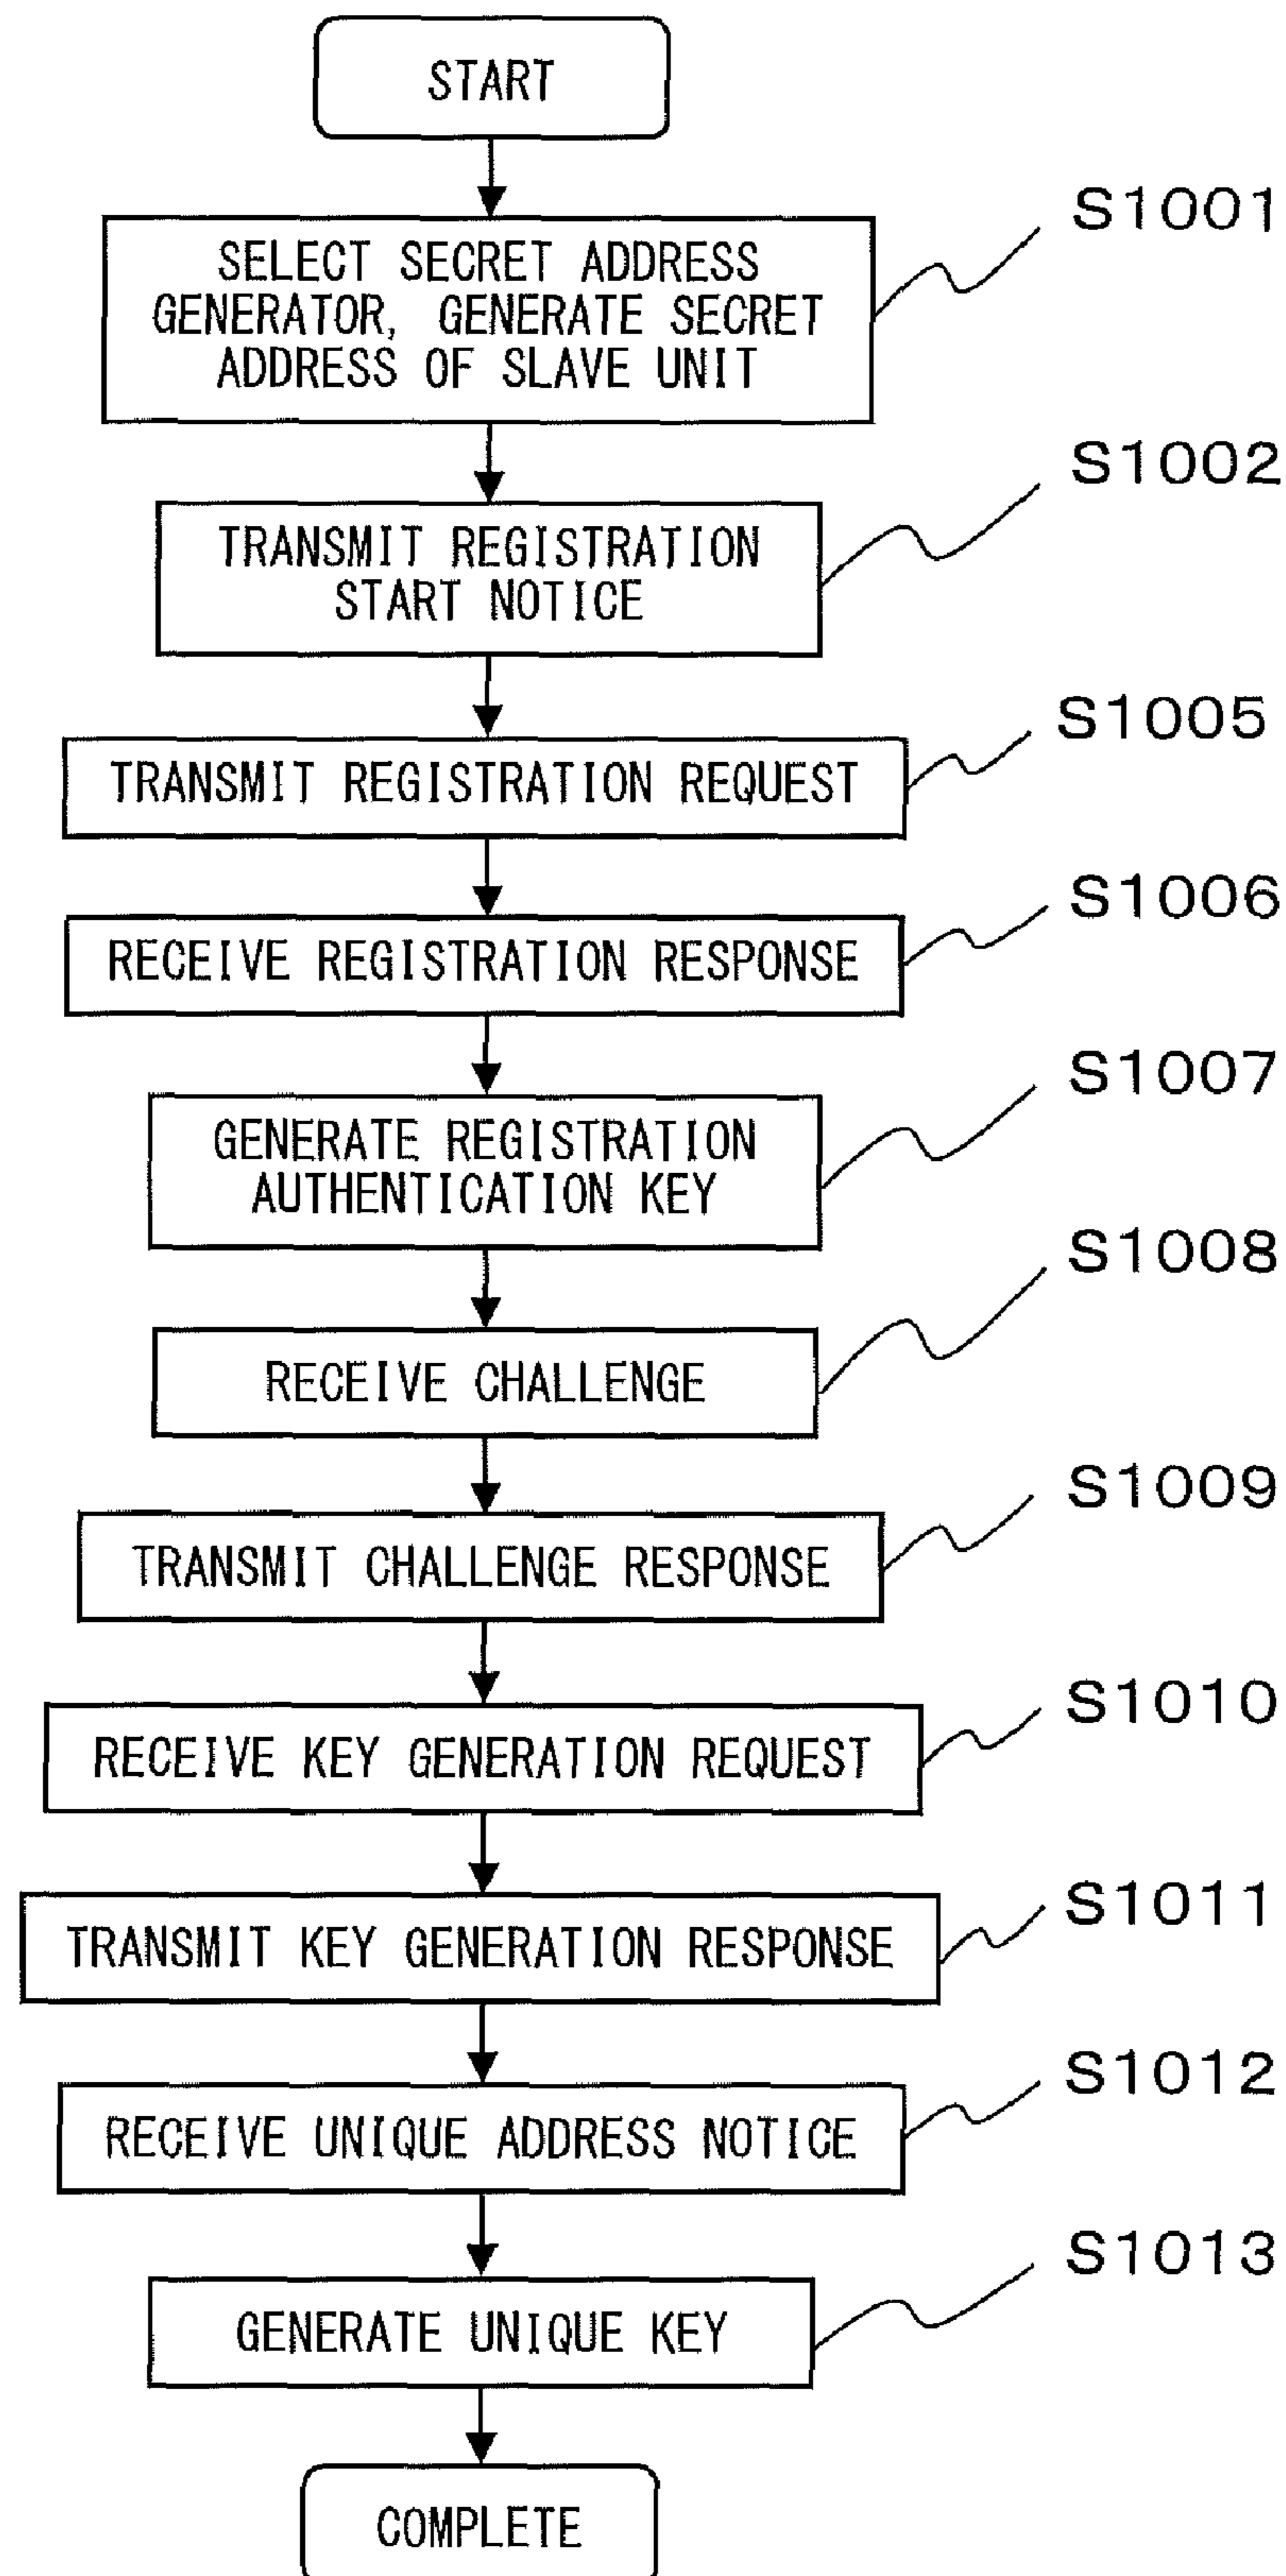 START
S1001
SELECT SECRET ADDRESS
GENERATOR, GENERATE SECRET
ADDRESS OF SLAVE UNIT
S1002
TRANSMIT REGISTRATION
START NOTICE
S1005
TRANSMIT REGISTRATION REQUEST
S1006
RECEIVE REGISTRATION RESPONSE
S1007
GENERATE REGISTRATION
AUTHENTICATION KEY
S1008
RECEIVE CHALLENGE
S1009
TRANSMIT CHALLENGE RESPONSE
S1010
RECEIVE KEY GENERATION REQUEST
S1011
TRANSMIT KEY GENERATION RESPONSE
S1012
RECEIVE UNIQUE ADDRESS NOTICE
S1013
GENERATE UNIQUE KEY
COMPLETE